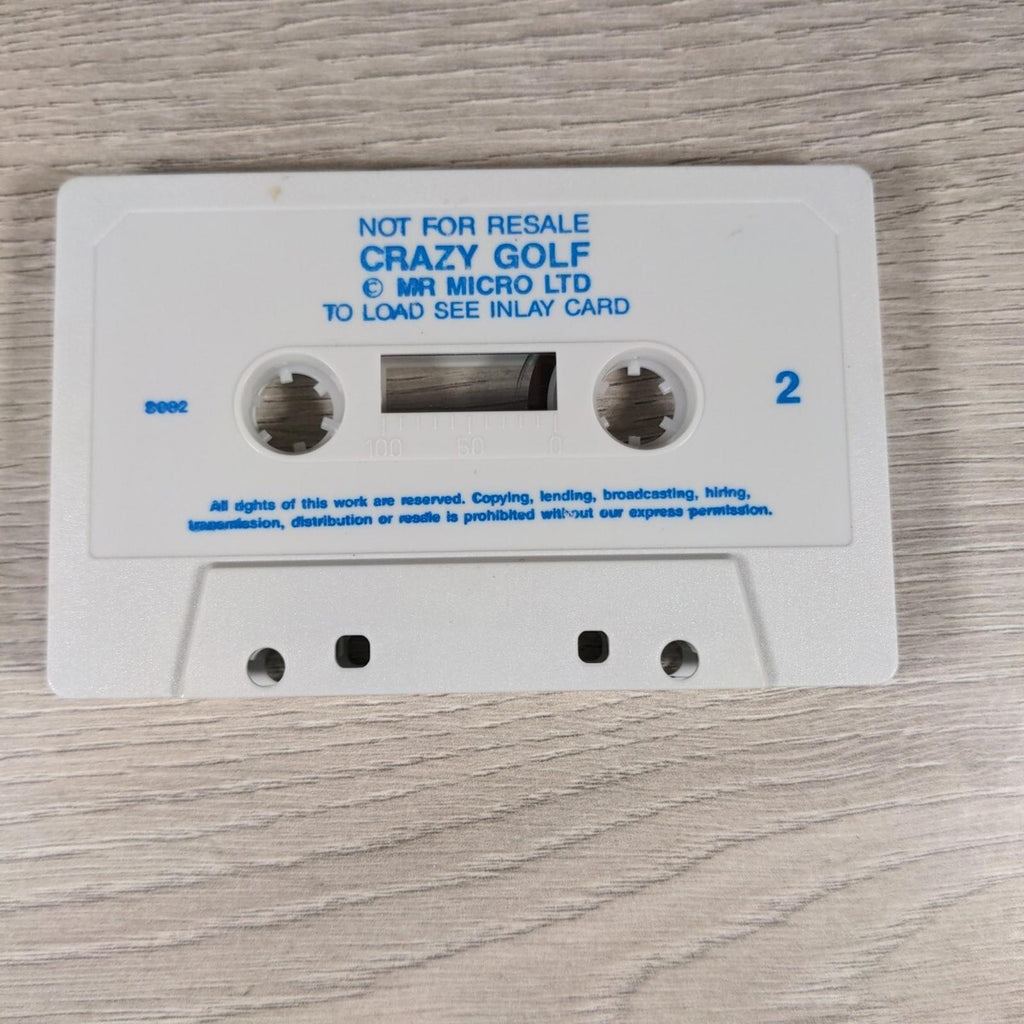 NOT FOR RESALE
CRAZY GOLF
© MR MICRO LTD
TO LOAD SEE INLAY CARD
2
100 50 0
All rights of this work are reserved. Copying, lending, broadcasting, hiring,
transmission, distribution or resale is prohibited without our express permission.